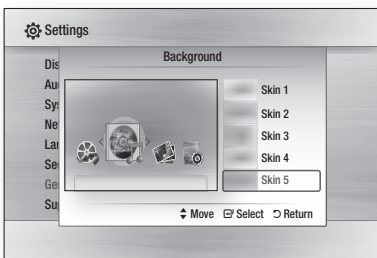 Settings
Background
Dis
Au
Sys
Ne
Lar
Se
Ge
Su
Skin 1
Skin 2
Skin 3
Skin 4
Skin 5
Move Select Return